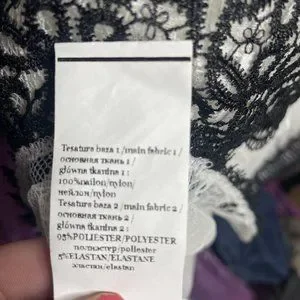 Tesatura baza 1/main fabric 1/
основная ткань 1/
główna tkanina 1:
100%nailon/nylon/
нейлон/nylon
Tesatura baza 2/main fabric 2/
основная ткань 2/
główna tkanina 2:
95%POLIESTER/POLYESTER
полиэстер/poliester
5%ELASTAN/ELASTANE
эластан/elastan